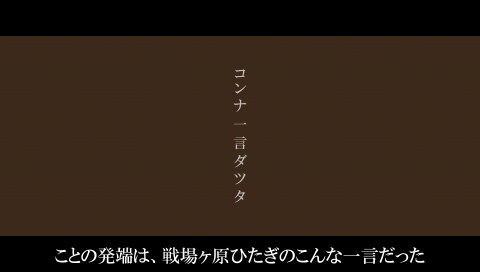 コンナ一言ダツタ
ことの発端は、戦場ヶ原ひたぎのこんな一言だった